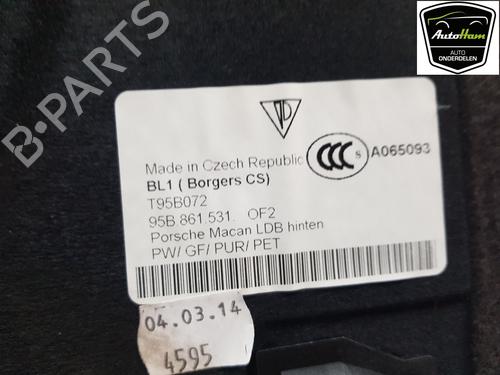 AutoHam
AUTO
ONDERDELEN
B-PARTS
Made in Czech Republic
CCC S A065093
BL1 ( Borgers CS)
T95B072
95B.861.531. OF2
Porsche Macan LDB hinten
PW/ GF/ PUR/ PET
04.03.14
4595